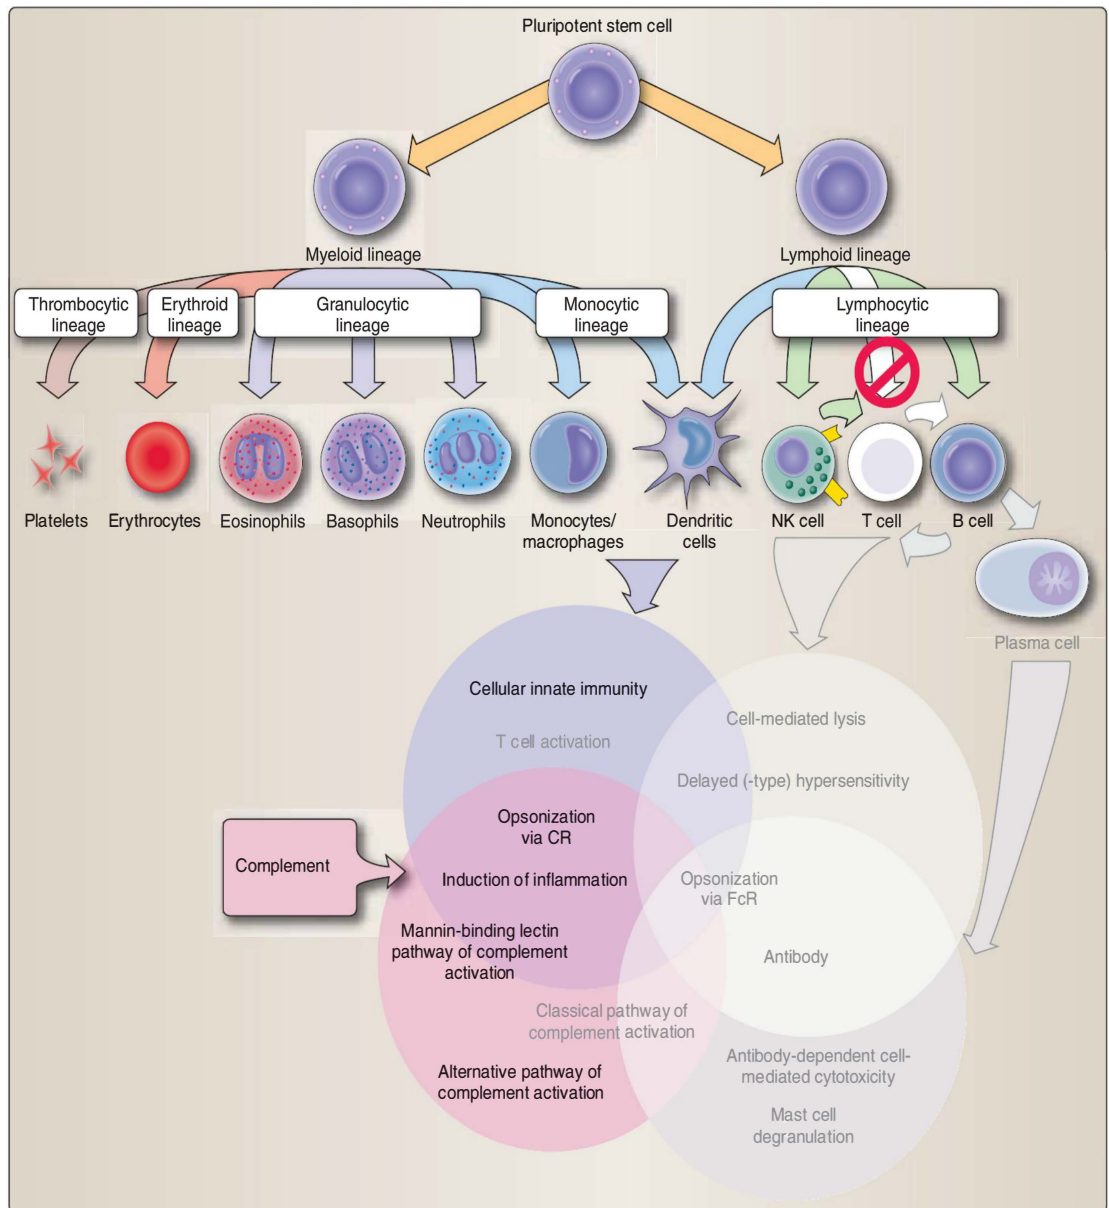 Pluripotent stem cell
Myeloid lineage
Lymphoid lineage
Thrombocytic
lineage
Erythroid
lineage
Granulocytic
lineage
Monocytic
lineage
Lymphocytic
lineage
Platelets
Erythrocytes
Eosinophils
Basophils
Neutrophils
Monocytes/
macrophages
Dendritic
cells
NK cell
T cell
B cell
Plasma cell
Cellular innate immunity
T cell activation
Cell-mediated lysis
Delayed (-type) hypersensitivity
Opsonization
via CR
Complement
Induction of inflammation
Opsonization
via FcR
Mannin-binding lectin
pathway of complement
activation
Antibody
Classical pathway of
complement activation
Alternative pathway of
complement activation
Antibody-dependent cell-
mediated cytotoxicity
Mast cell
degranulation